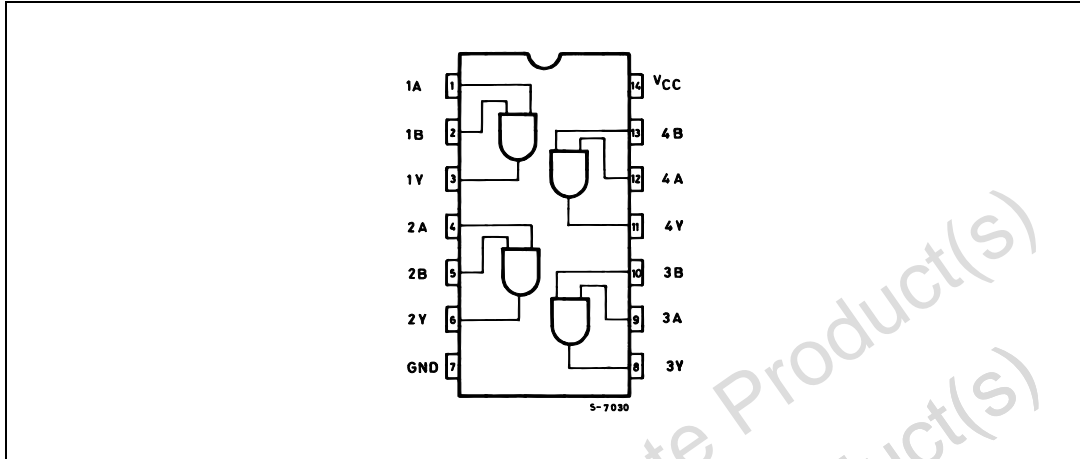 1A 1 14 VCC
1B 2 13 4B
12 4A
1Y 3
2A 4 11 4Y
2B 5 10 3B
2Y 6 9 3A
GND 7 8 3Y
S-7030
te Product(s)
duct(s)